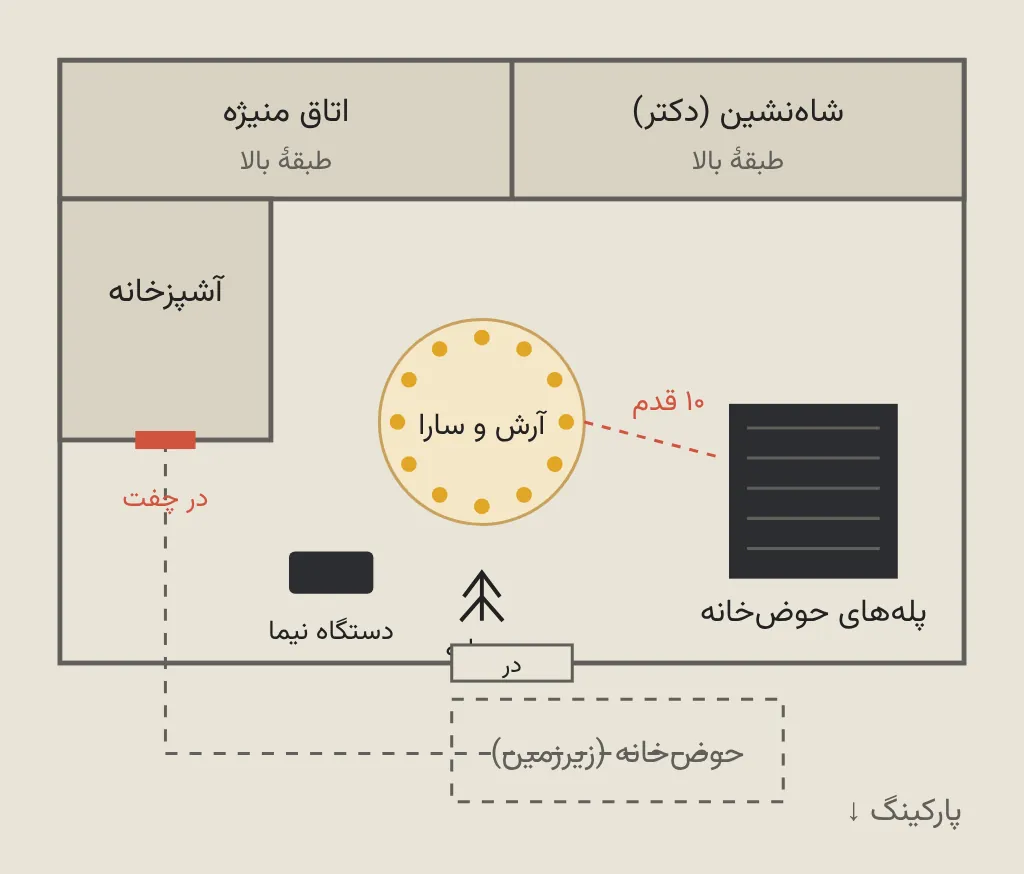 شاه‌نشین (دکتر)
طبقهٔ بالا
اتاق منیژه
طبقهٔ بالا
آشپزخانه
۱۰ قدم
آرش و سارا
در چفت
پله‌های حوض‌خانه
دستگاه نیما
در
حوض‌خانه (زیرزمین)
پارکینگ ↓